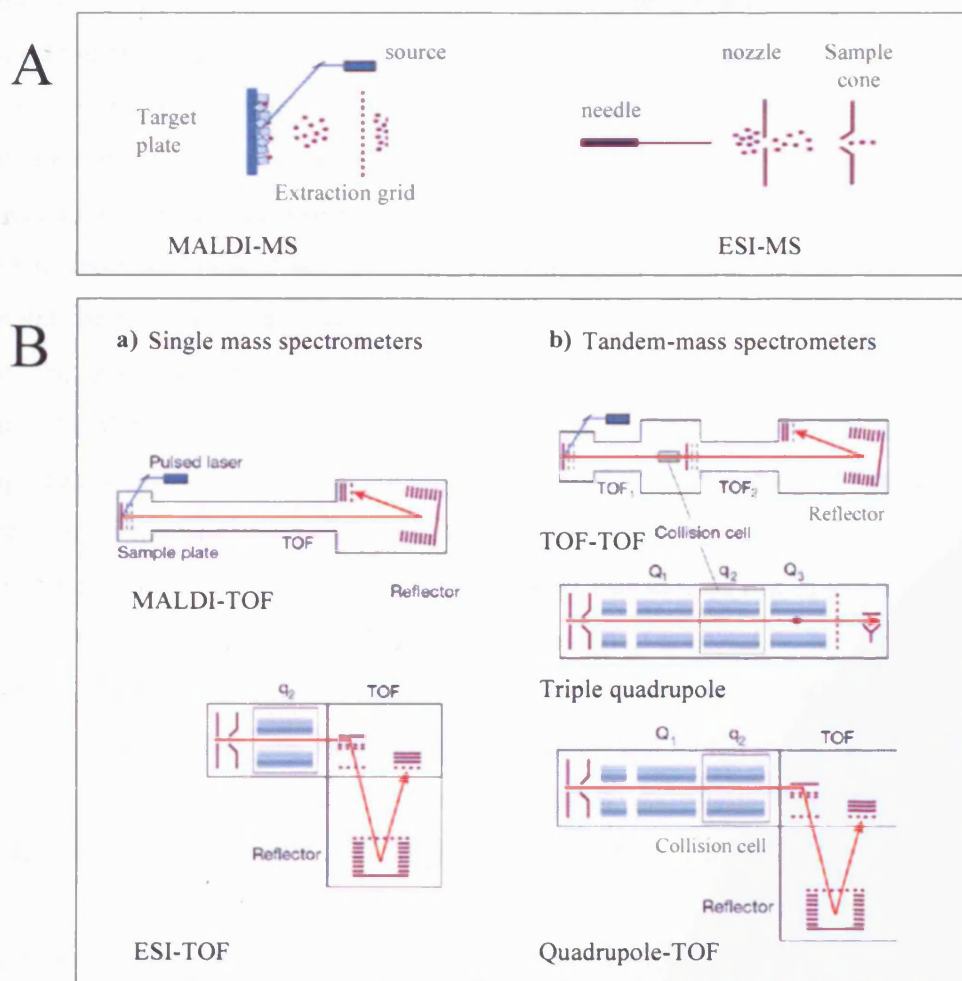 A
source
Target
plate
Extraction grid
MALDI-MS
needle
nozzle
Sample
cone
ESI-MS
B
a) Single mass spectrometers
Pulsed laser
Sample plate
TOF
Reflector
MALDI-TOF
q2
TOF
Reflector
ESI-TOF
b) Tandem-mass spectrometers
TOF1
TOF2
Reflector
Collision cell
TOF-TOF
Q1
q2
Q3
Triple quadrupole
Q1
q2
TOF
Collision cell
Reflector
Quadrupole-TOF